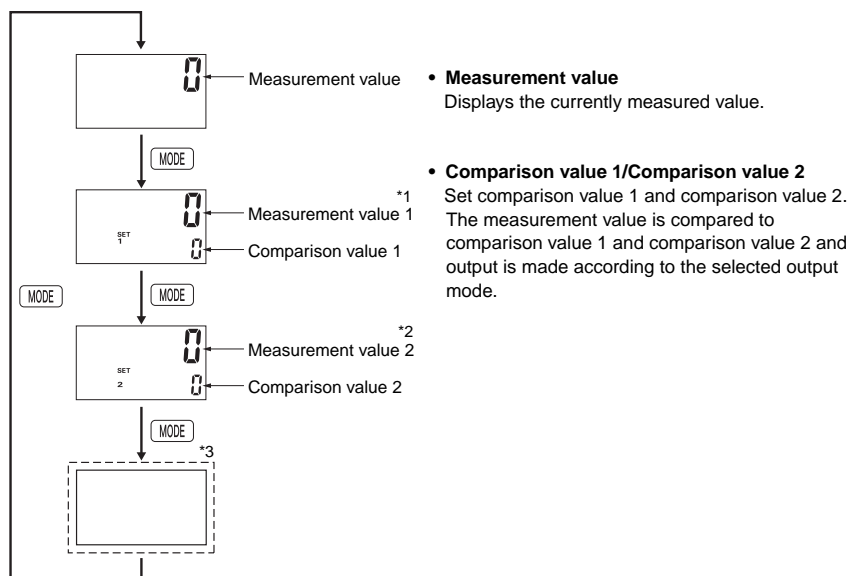 0
Measurement value
MODE
*1
0
Measurement value 1
SET
1
0
Comparison value 1
MODE
MODE
*2
0
Measurement value 2
SET
2
0
Comparison value 2
MODE
*3
• Measurement value
Displays the currently measured value.
• Comparison value 1/Comparison value 2
Set comparison value 1 and comparison value 2.
The measurement value is compared to
comparison value 1 and comparison value 2 and
output is made according to the selected output
mode.